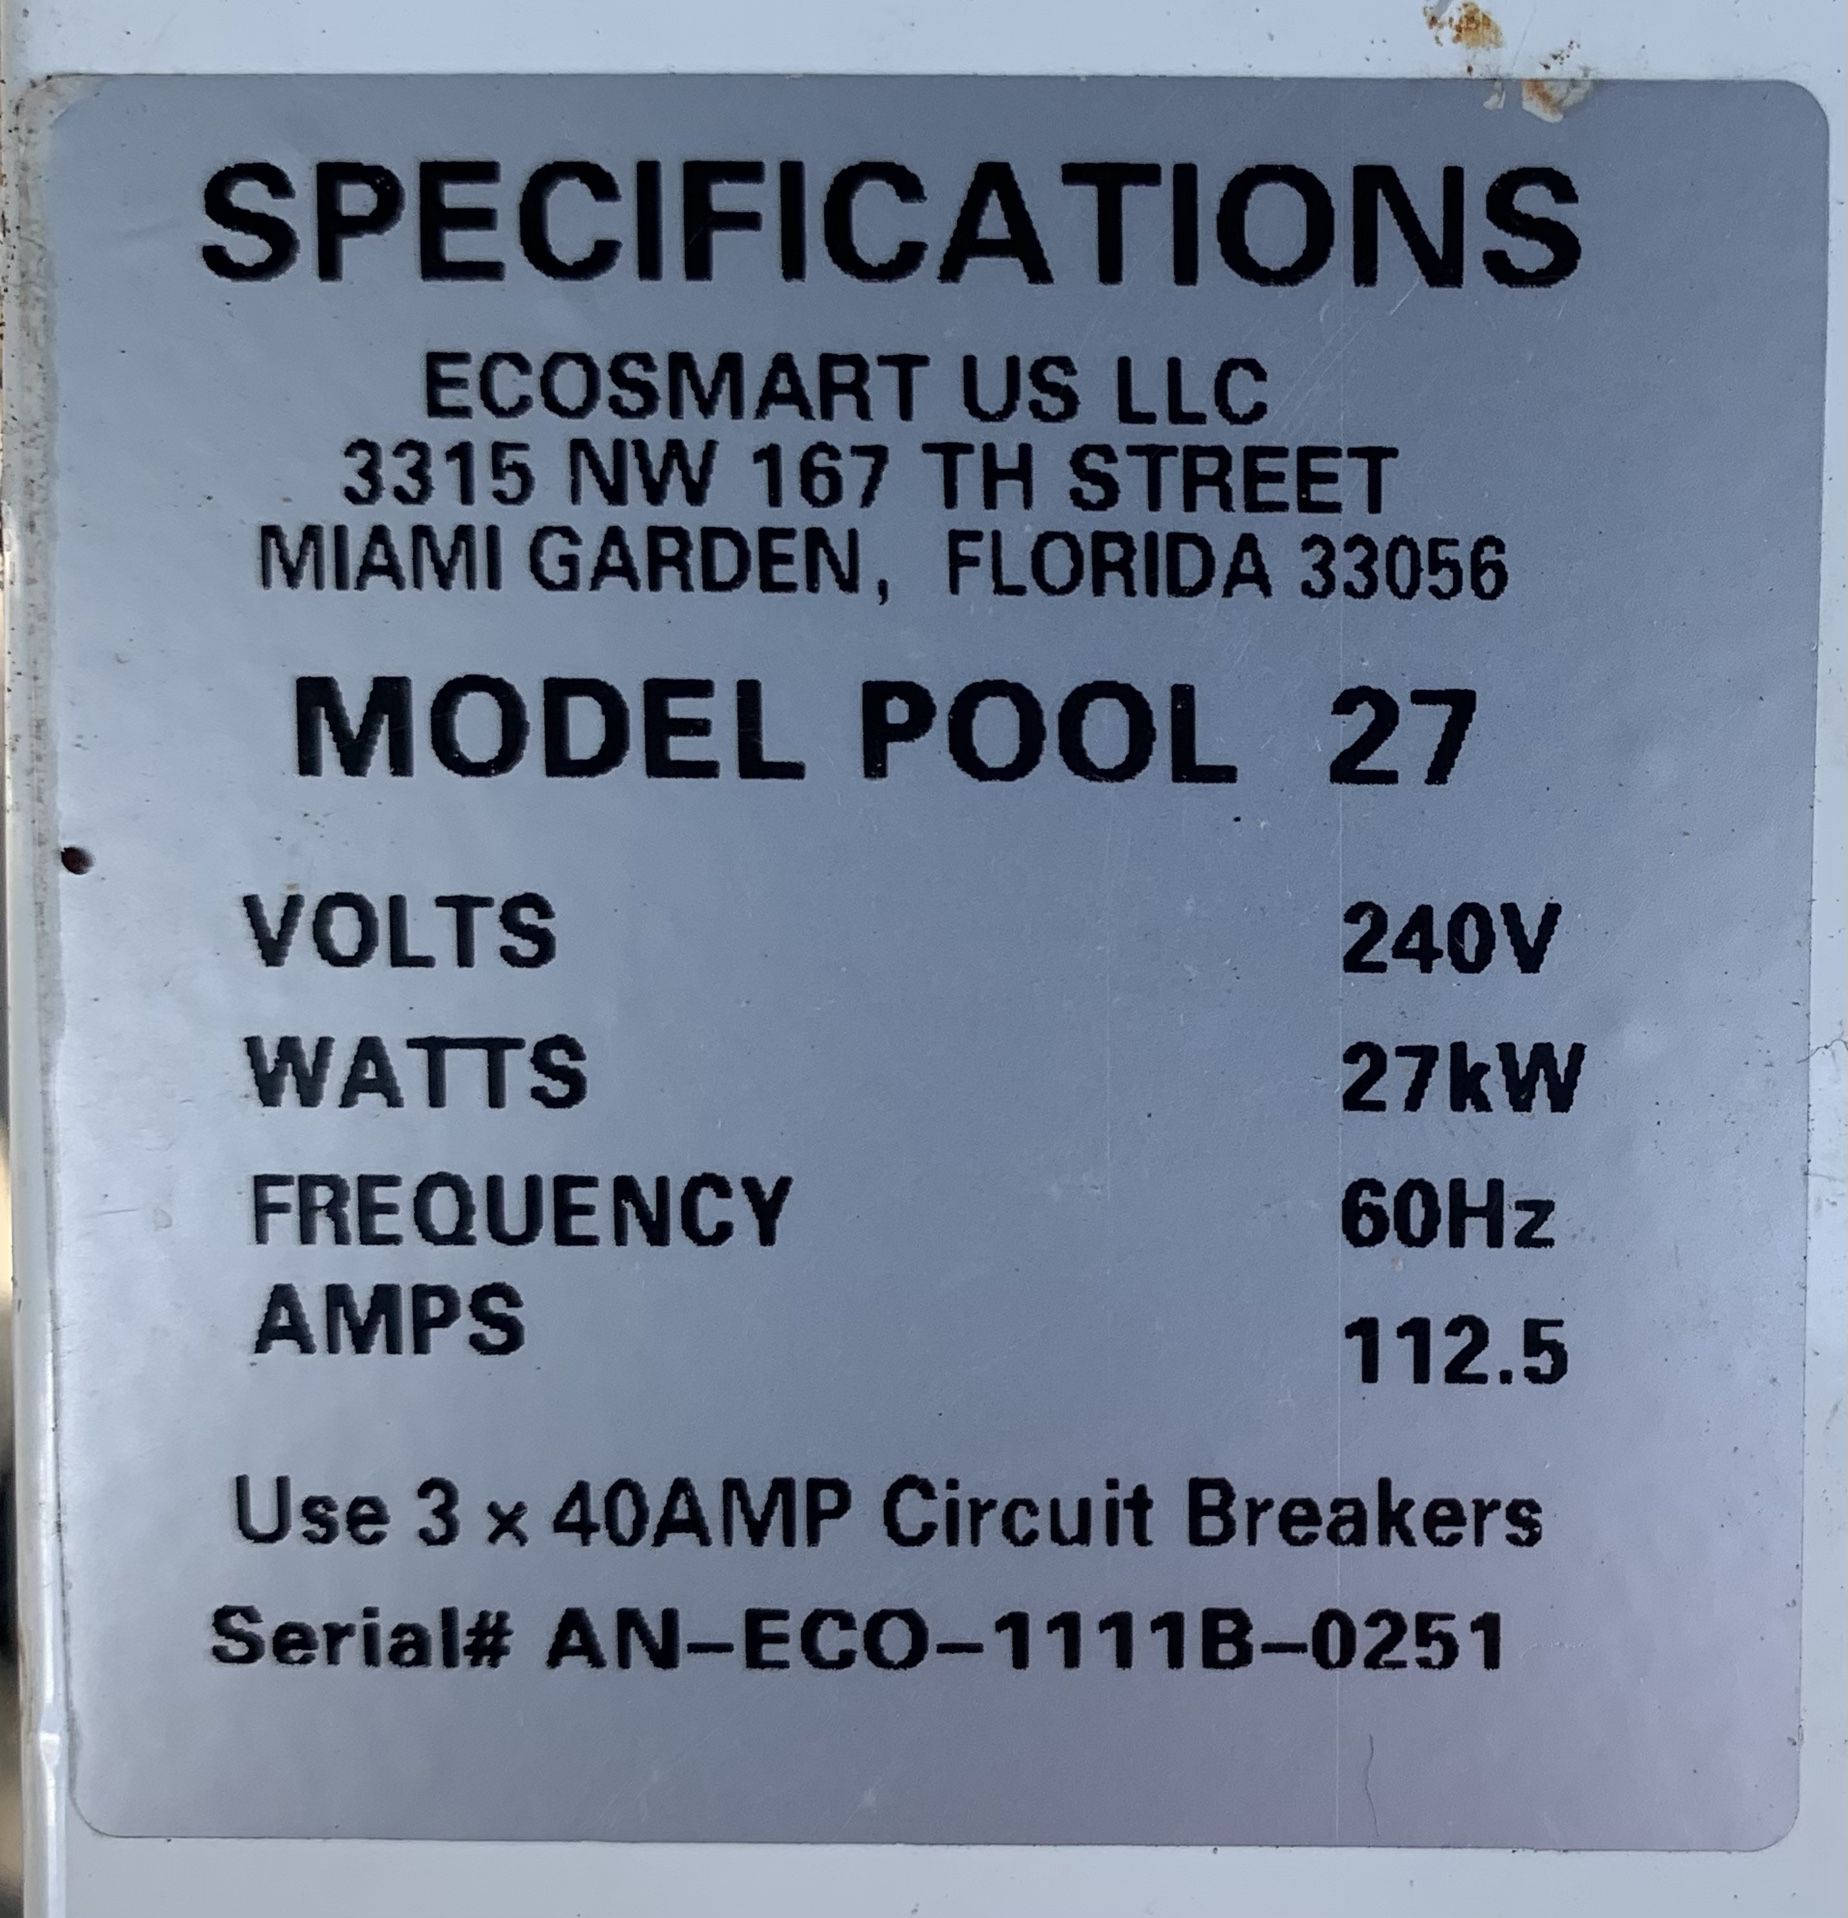 SPECIFICATIONS
ECOSMART US LLC
3315 NW 167 TH STREET
MIAMI GARDEN, FLORIDA 33056
MODEL POOL 27
VOLTS 240V
WATTS 27kW
FREQUENCY 60Hz
AMPS 112.5
Use 3 x 40AMP Circuit Breakers
Serial# AN-ECO-1111B-0251